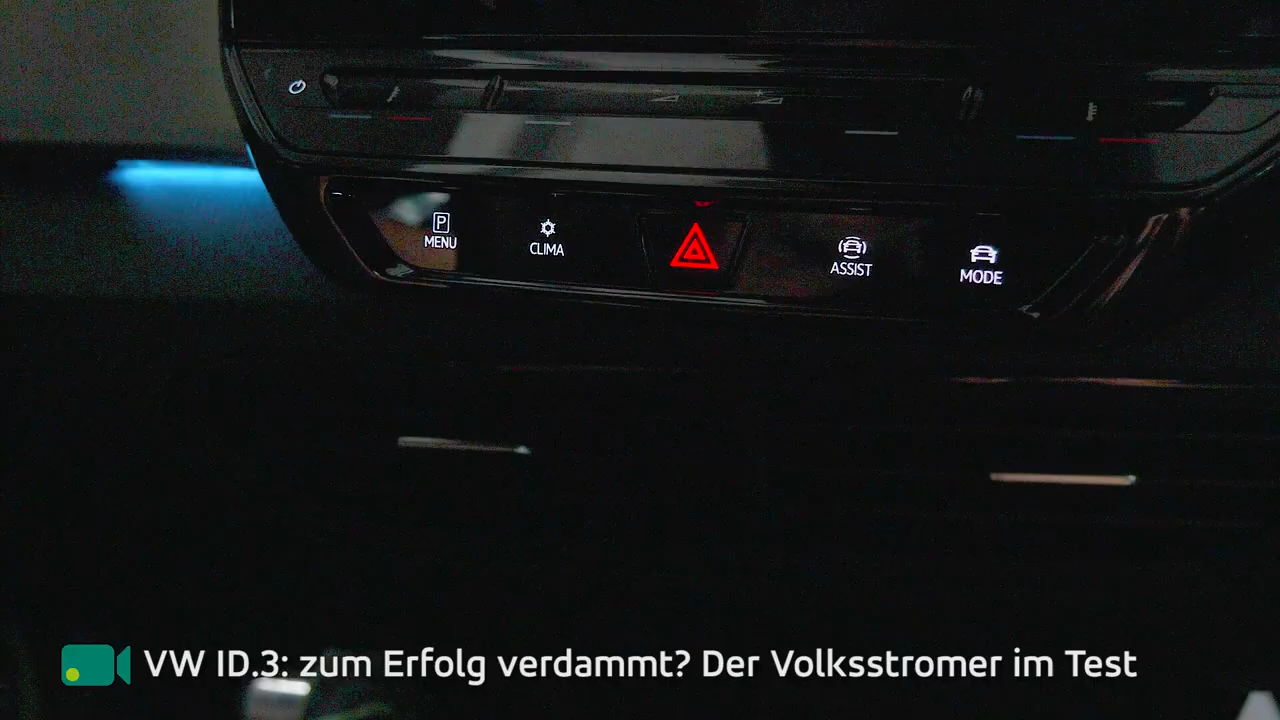 P
MENU
CLIMA
ASSIST
MODE
VW ID.3: zum Erfolg verdammt? Der Volksstromer im Test